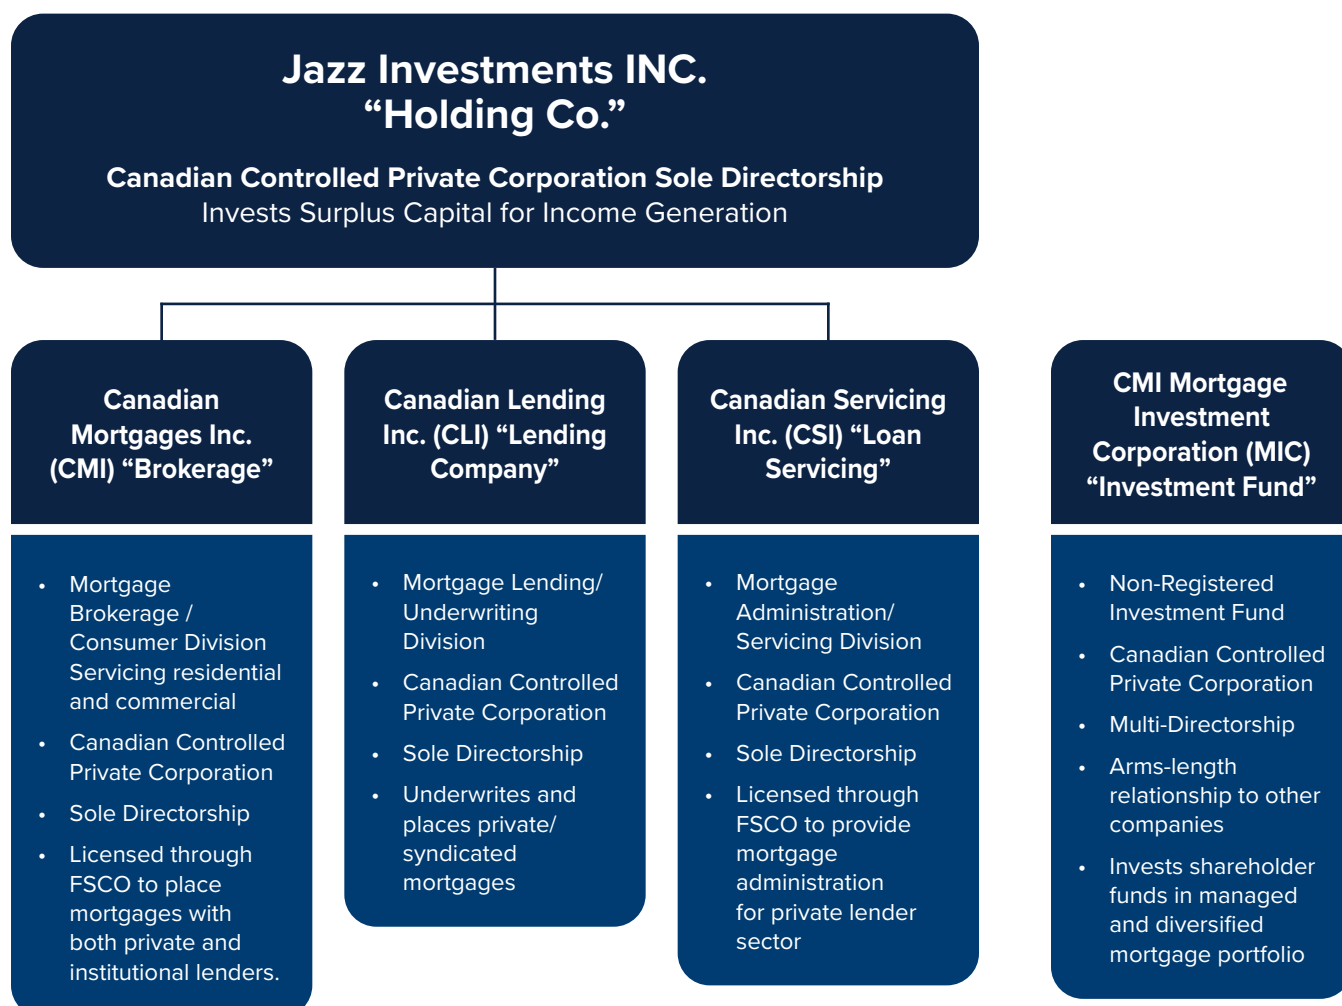 Jazz Investments INC.
“Holding Co.”
Canadian Controlled Private Corporation Sole Directorship
Invests Surplus Capital for Income Generation
Canadian
Mortgages Inc.
(CMI) “Brokerage”
• Mortgage
Brokerage /
Consumer Division
Servicing residential
and commercial
• Canadian Controlled
Private Corporation
• Sole Directorship
• Licensed through
FSCO to place
mortgages with
both private and
institutional lenders.
Canadian Lending
Inc. (CLI) “Lending
Company”
• Mortgage Lending/
Underwriting
Division
• Canadian Controlled
Private Corporation
• Sole Directorship
• Underwrites and
places private/
syndicated
mortgages
Canadian Servicing
Inc. (CSI) “Loan
Servicing”
• Mortgage
Administration/
Servicing Division
• Canadian Controlled
Private Corporation
• Sole Directorship
• Licensed through
FSCO to provide
mortgage
administration
for private lender
sector
CMI Mortgage
Investment
Corporation (MIC)
“Investment Fund”
• Non-Registered
Investment Fund
• Canadian Controlled
Private Corporation
• Multi-Directorship
• Arms-length
relationship to other
companies
• Invests shareholder
funds in managed
and diversified
mortgage portfolio